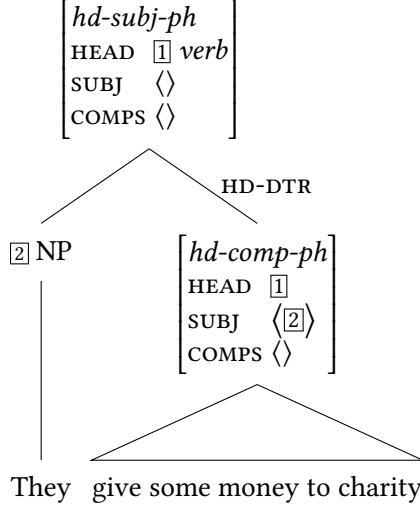 hd-subj-ph
HEAD 1 verb
SUBJ ⟨⟩
COMPS ⟨⟩
HD-DTR
2 NP
hd-comp-ph
HEAD 1
SUBJ ⟨2⟩
COMPS ⟨⟩
They give some money to charity